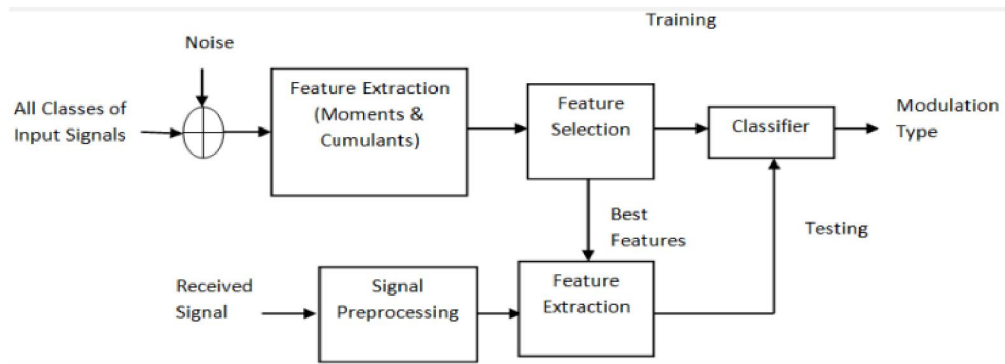 Training
Noise
All Classes of
Input Signals
Feature Extraction
(Moments &
Cumulants)
Feature
Selection
Classifier
Modulation
Type
Best
Features
Testing
Received
Signal
Signal
Preprocessing
Feature
Extraction